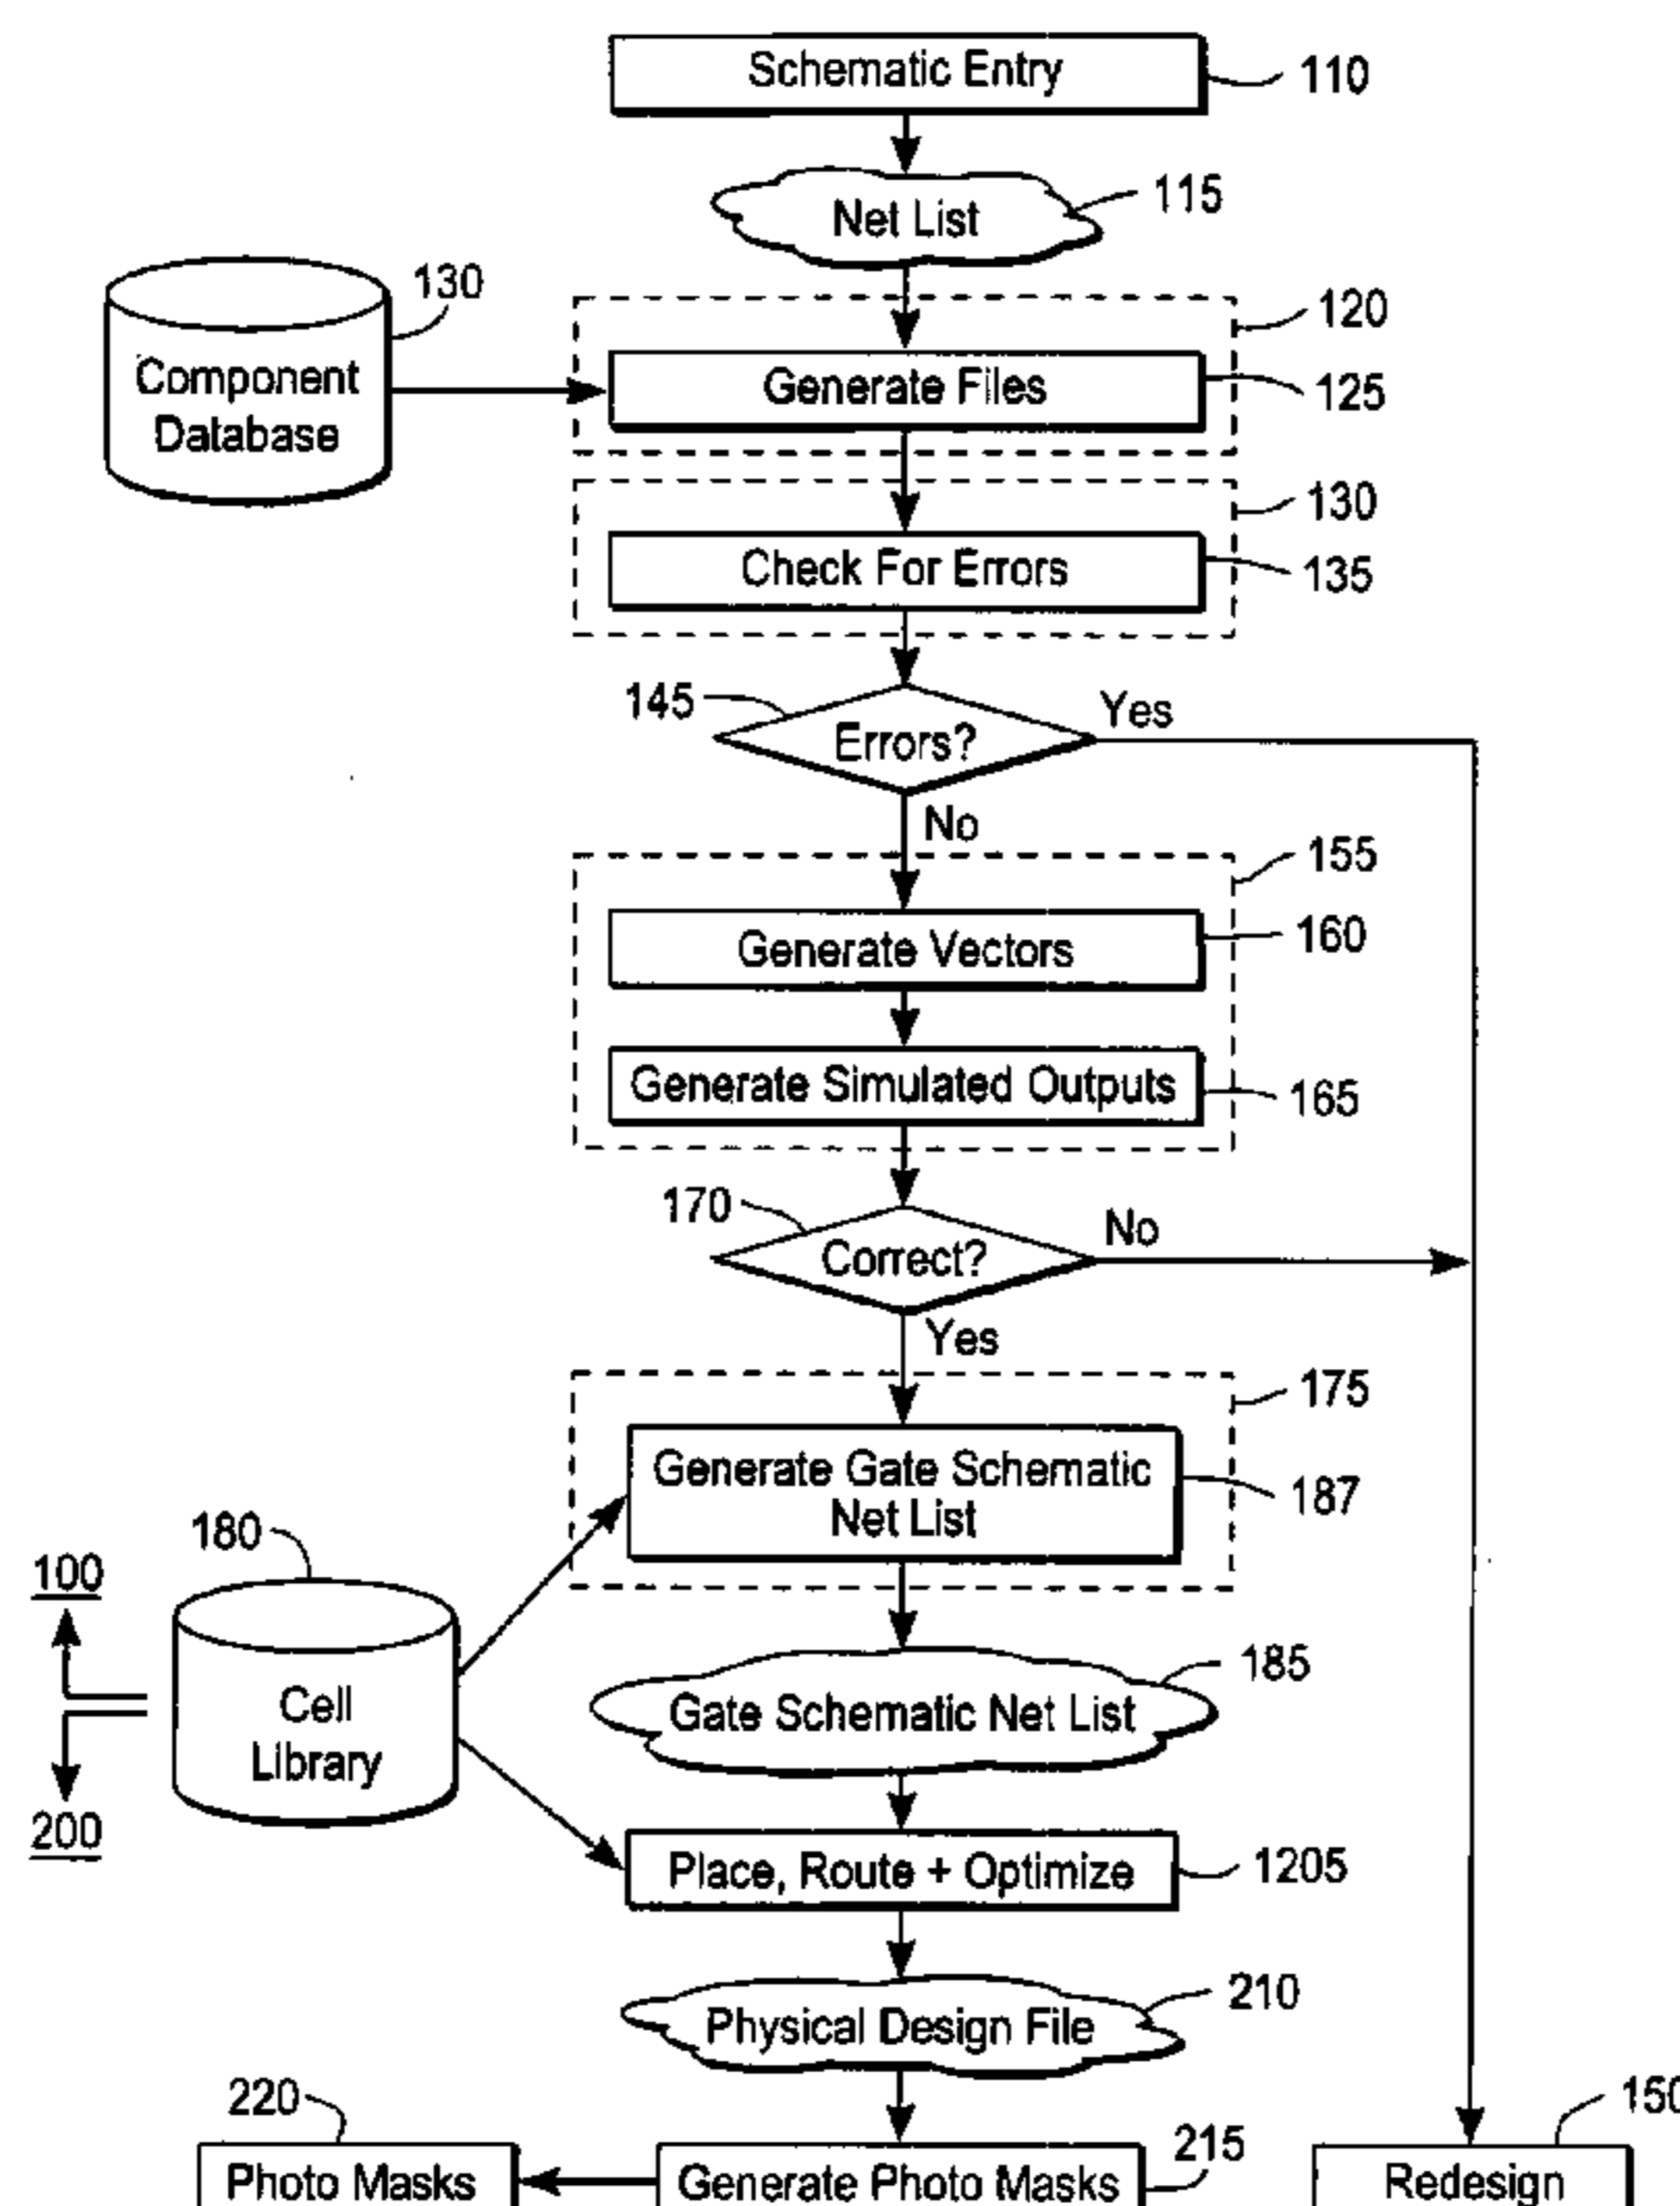 Schematic Entry
110
Net List
115
130
Component
Database
120
Generate Files
125
130
Check For Errors
135
145
Errors?
Yes
No
155
Generate Vectors
160
Generate Simulated Outputs
165
170
Correct?
No
Yes
175
Generate Gate Schematic
Net List
187
180
100
Cell
Library
200
185
Gate Schematic Net List
Place, Route + Optimize
1205
Physical Design File
210
220
Photo Masks
Generate Photo Masks
215
150
Redesign